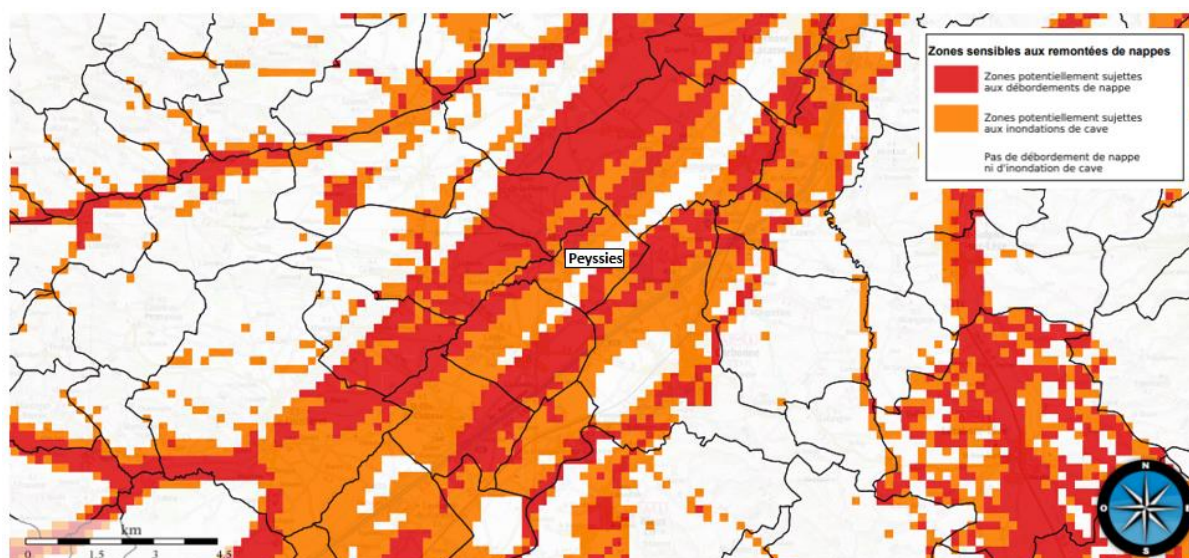 Zones sensibles aux remontées de nappes
Zones potentiellement sujettes
aux débordements de nappe
Zones potentiellement sujettes
aux inondations de cave
Pas de débordement de nappe
ni d'inondation de cave
Peyssies
N
O
E
S
km
0 1.5 3 4.5